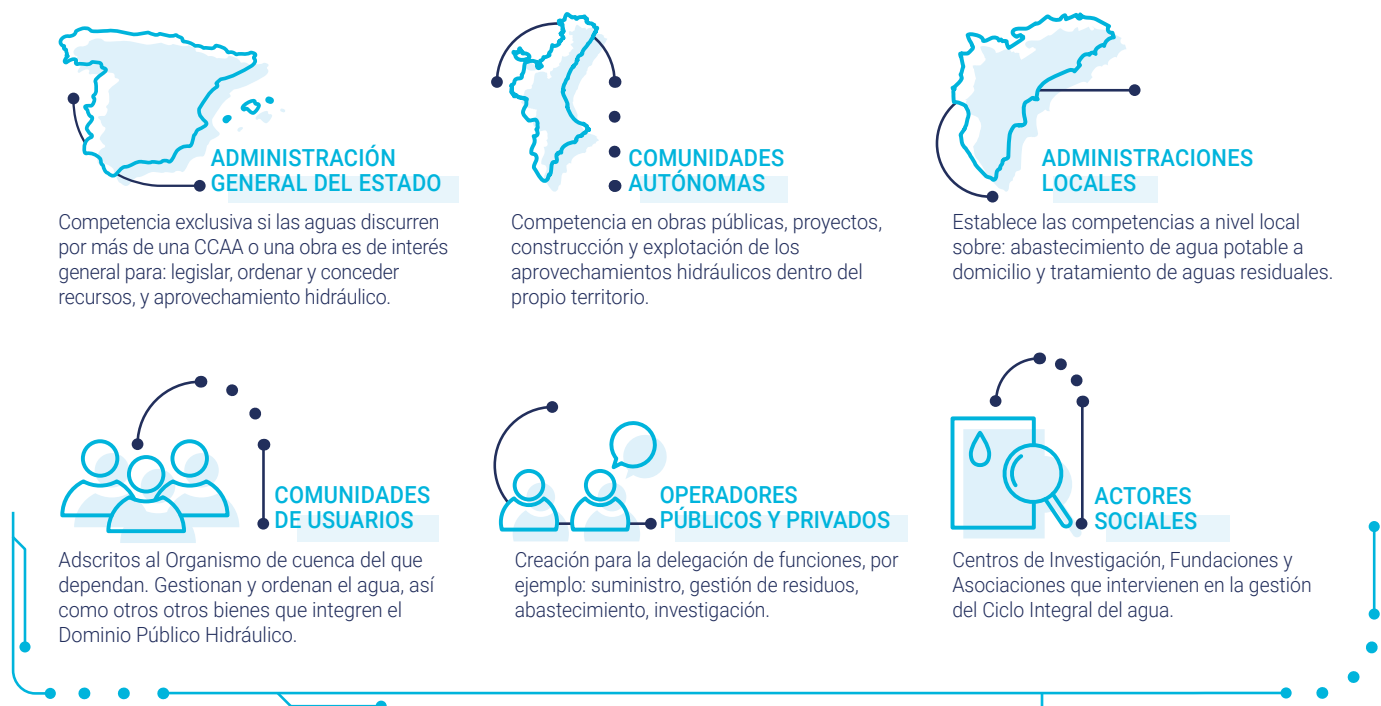 ADMINISTRACIÓN
GENERAL DEL ESTADO
Competencia exclusiva si las aguas discurren
por más de una CCAA o una obra es de interés
general para: legislar, ordenar y conceder
recursos, y aprovechamiento hidráulico.
COMUNIDADES
AUTÓNOMAS
Competencia en obras públicas, proyectos,
construcción y explotación de los
aprovechamientos hidráulicos dentro del
propio territorio.
ADMINISTRACIONES
LOCALES
Establece las competencias a nivel local
sobre: abastecimiento de agua potable a
domicilio y tratamiento de aguas residuales.
COMUNIDADES
DE USUARIOS
Adscritos al Organismo de cuenca del que
dependan. Gestionan y ordenan el agua, así
como otros otros bienes que integren el
Dominio Público Hidráulico.
OPERADORES
PÚBLICOS Y PRIVADOS
Creación para la delegación de funciones, por
ejemplo: suministro, gestión de residuos,
abastecimiento, investigación.
ACTORES
SOCIALES
Centros de Investigación, Fundaciones y
Asociaciones que intervienen en la gestión
del Ciclo Integral del agua.